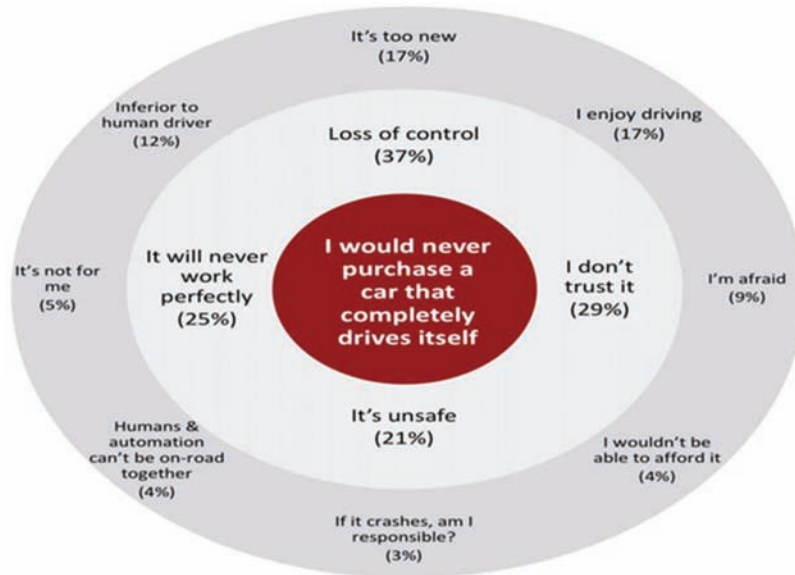 It's too new
(17%)
Inferior to
human driver
(12%)
I enjoy driving
(17%)
Loss of control
(37%)
It's not for
me
(5%)
It will never
work
perfectly
(25%)
I would never
purchase a
car that
completely
drives itself
I don't
trust it
(29%)
I'm afraid
(9%)
It's unsafe
(21%)
Humans &
automation
can't be on-road
together
(4%)
I wouldn't be
able to afford it
(4%)
If it crashes, am I
responsible?
(3%)